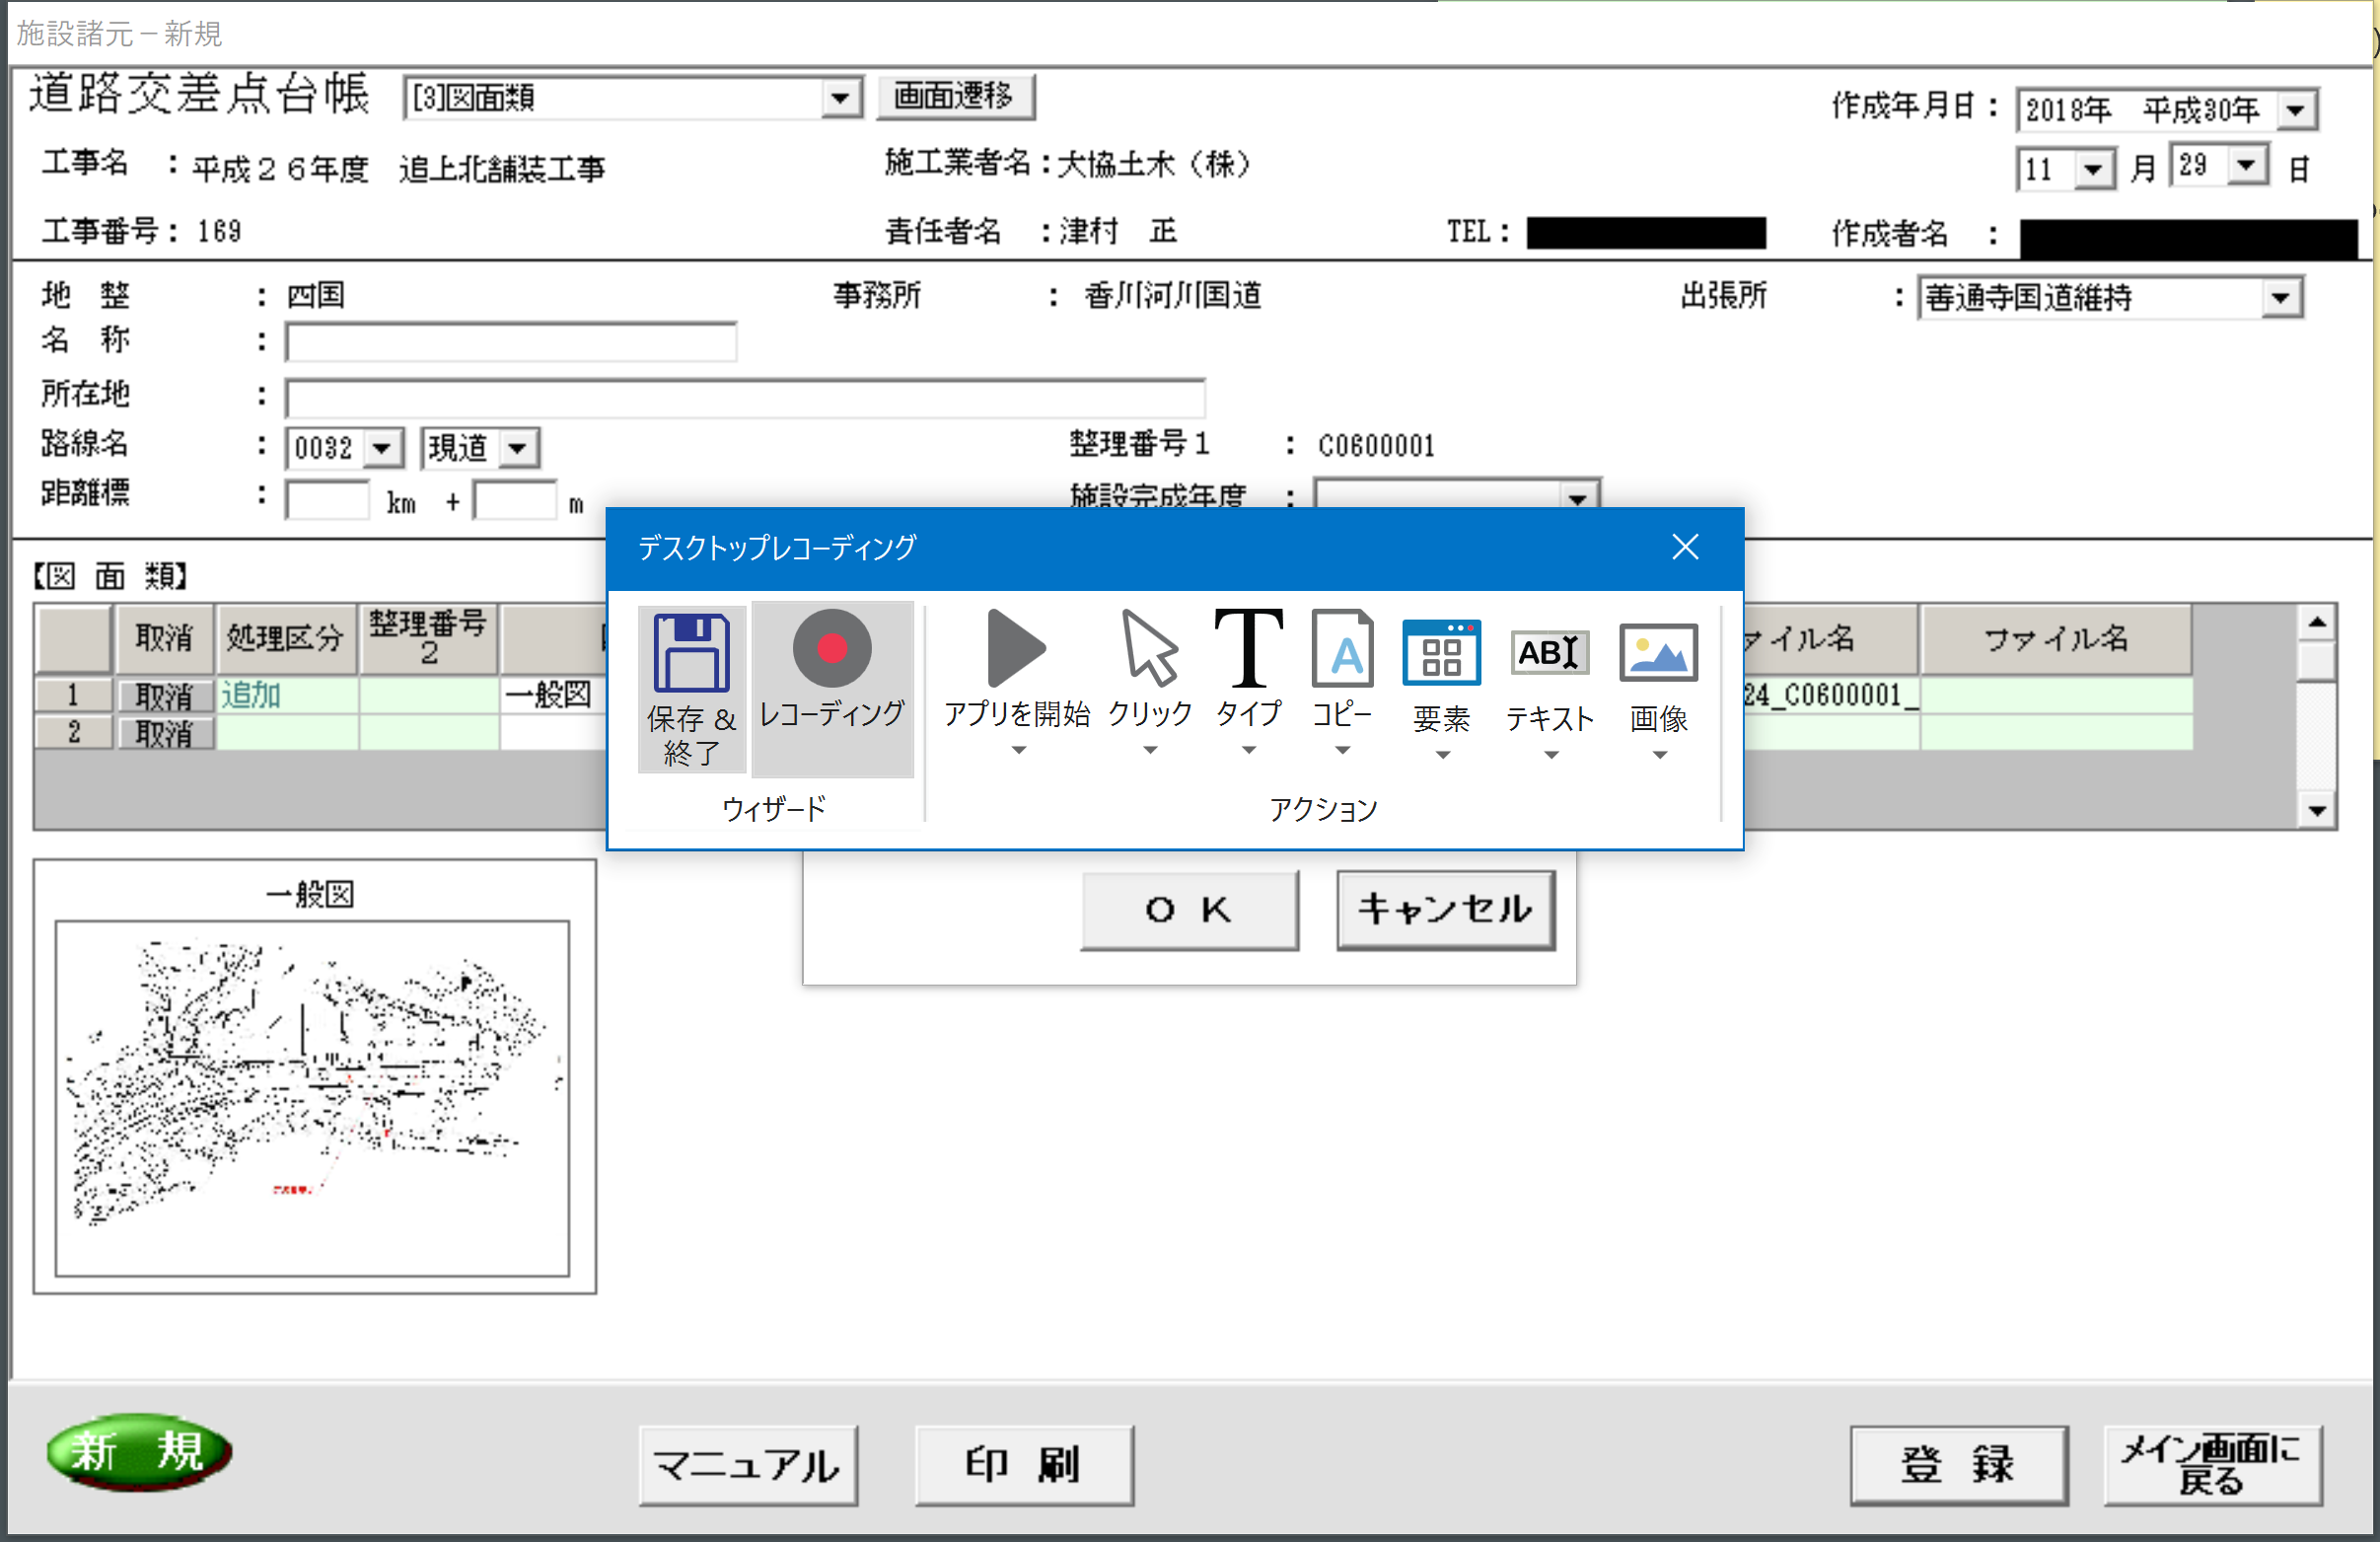 施設諸元－新規
道路交差点台帳 [3]図面類 画面遷移
作成年月日： 2018年 平成30年
工事名 ：平成２６年度 追上北舗装工事 施工業者名：大協土木（株） 11 月 29 日
工事番号：169 責任者名 ：津村 正 TEL： 作成者名 ：
地 整 ：四国 事務所 ：香川河川国道 出張所 ：善通寺国道維持
名 称 ：
所在地 ：
路線名 ：0032 現道 整理番号１ ：C0600001
距離標 ： km + m 施設完成年度 ：
デスクトップレコーディング
【図 面 類】
取消 処理区分 整理番号2 ァイル名 ファイル名
1 取消 追加 一般図 24_C0600001_
2 取消
保存 & 終了 レコーディング アプリを開始 クリック タイプ コピー 要素 テキスト 画像
ABI
ウィザード アクション
ＯＫ キャンセル
一般図
新 規 マニュアル 印 刷 登 録 メイン画面に戻る